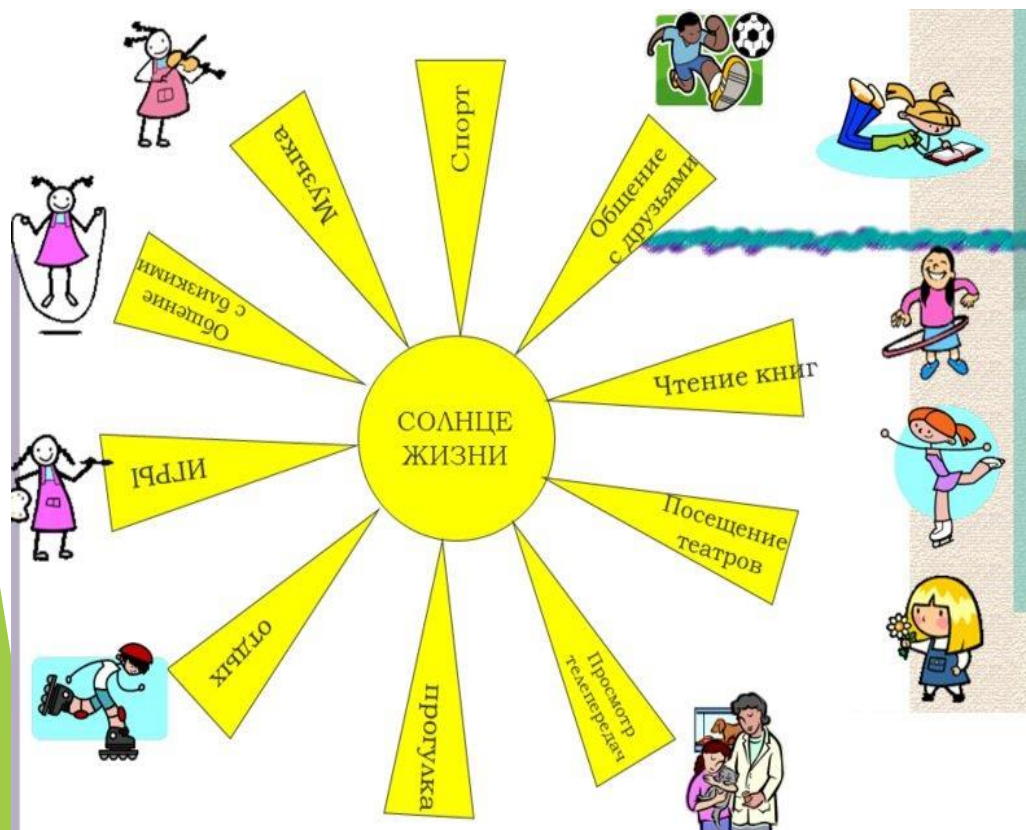 СОЛНЦЕ
ЖИЗНИ
Спорт
Общение
с друзьями
Чтение книг
Посещение
театров
Просмотр
телепередач
прогулка
отдых
ИГРЫ
Общение
с близкими
Музыка